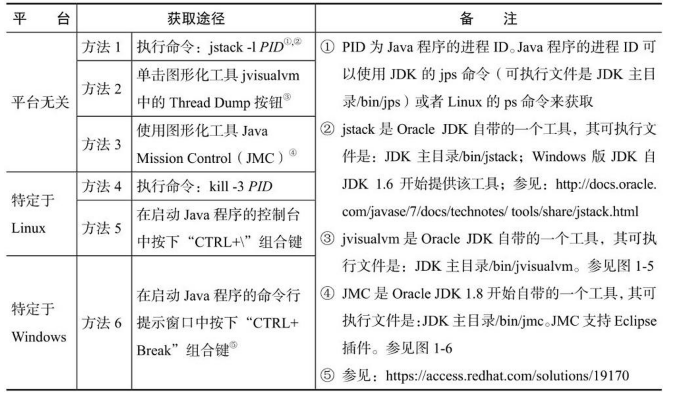 平 台 获取途径 备 注
平台无关
方法 1
执行命令：jstack -l PID①,②
方法 2
单击图形化工具 jvisualvm
中的 Thread Dump 按钮③
方法 3
使用图形化工具 Java
Mission Control（JMC）④
特定于
Linux
方法 4
执行命令：kill -3 PID
方法 5
在启动 Java 程序的控制台
中按下“CTRL+\”组合键
特定于
Windows
方法 6
在启动 Java 程序的命令行
提示窗口中按下“CTRL+
Break”组合键⑤
① PID 为 Java 程序的进程 ID。Java 程序的进程 ID 可
以使用 JDK 的 jps 命令（可执行文件是 JDK 主目
录/bin/jps）或者 Linux 的 ps 命令来获取
② jstack 是 Oracle JDK 自带的一个工具，其可执行文
件是：JDK 主目录/bin/jstack；Windows 版 JDK 自
JDK 1.6 开始提供该工具；参见：http://docs.oracle.
com/javase/7/docs/technotes/ tools/share/jstack.html
③ jvisualvm 是 Oracle JDK 自带的一个工具，其可执
行文件是：JDK 主目录/bin/jvisualvm。参见图 1-5
④ JMC 是 Oracle JDK 1.8 开始自带的一个工具，其可
执行文件是：JDK 主目录/bin/jmc。JMC 支持 Eclipse
插件。参见图 1-6
⑤ 参见：https://access.redhat.com/solutions/19170